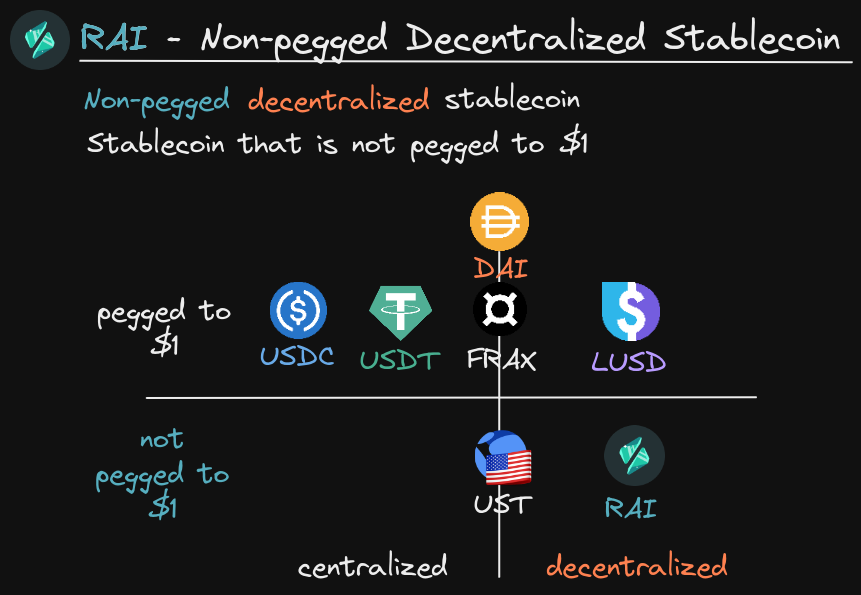 RAI - Non-pegged Decentralized Stablecoin
Non-pegged decentralized stablecoin
Stablecoin that is not pegged to $1
DAI
pegged to
$1
USDC
USDT
FRAX
LUSD
not
pegged to
$1
UST
RAI
centralized
decentralized